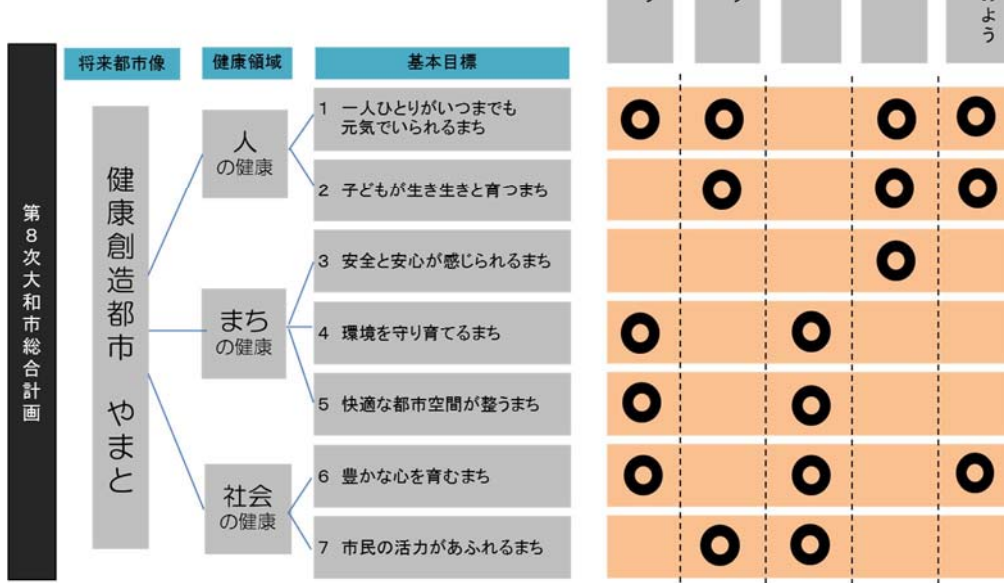 よう
将来都市像
健康領域
基本目標
第8次大和市総合計画
健康創造都市 やまと
人
の健康
1 一人ひとりがいつまでも
元気でいられるまち
2 子どもが生き生きと育つまち
まち
の健康
3 安全と安心が感じられるまち
4 環境を守り育てるまち
5 快適な都市空間が整うまち
社会
の健康
6 豊かな心を育むまち
7 市民の活力があふれるまち